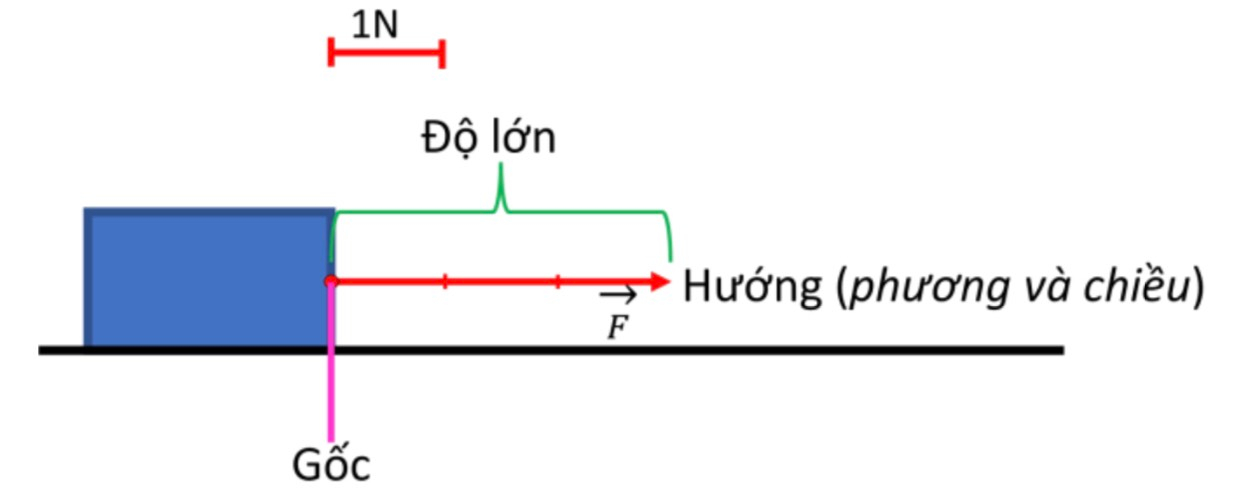 1N
Độ lớn
Hướng (phương và chiều)
F
Gốc